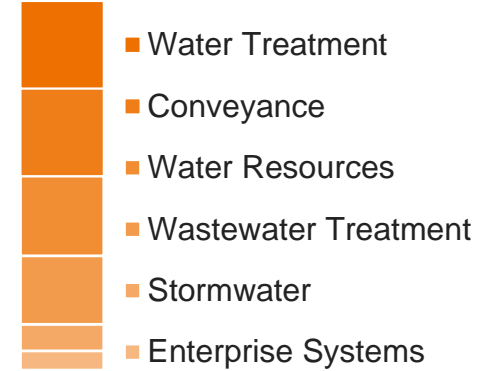 Water Treatment
Conveyance
Water Resources
Wastewater Treatment
Stormwater
Enterprise Systems